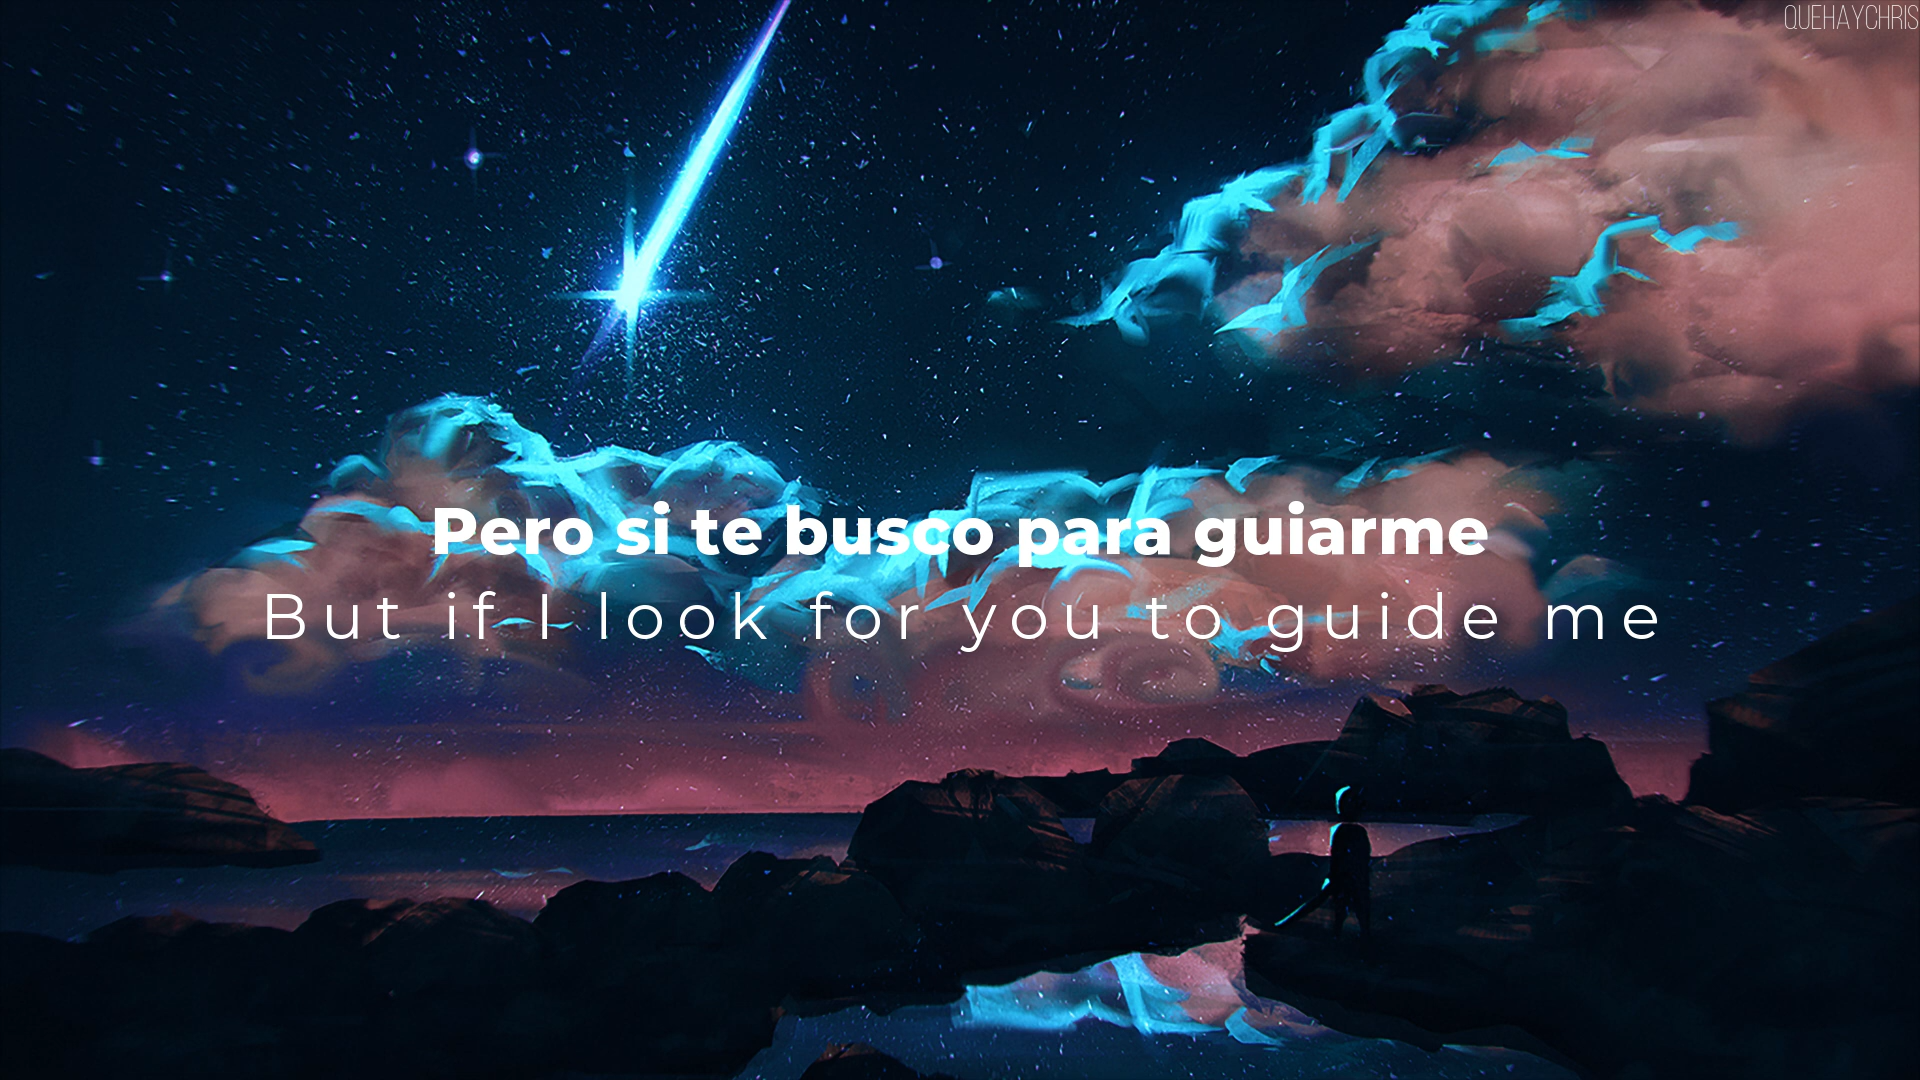 QUEHAYCHRIS
Pero si te busco para guiarme
But if I look for you to guide me